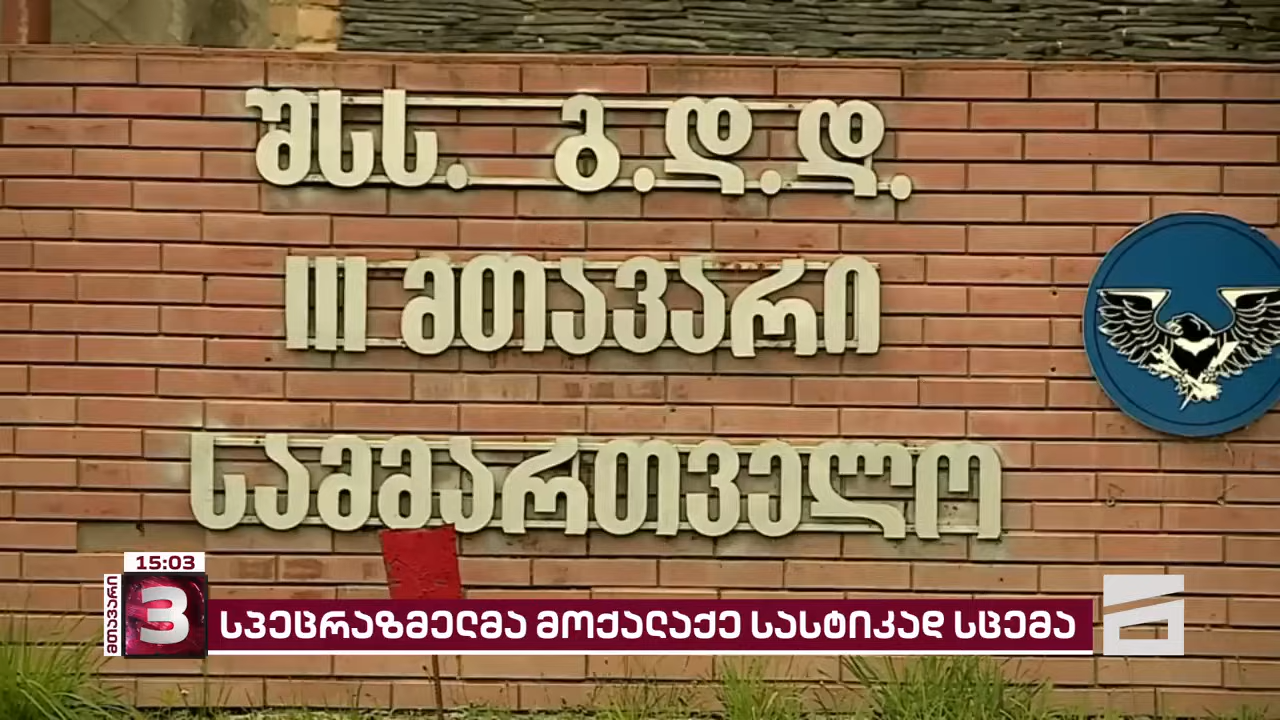 შსს. გ.დ.დ.
III მთავარი
სამმართველო
15:03
მთავარი
3
სპეცრაზმელმა მოქალაქე სასტიკად სცემა